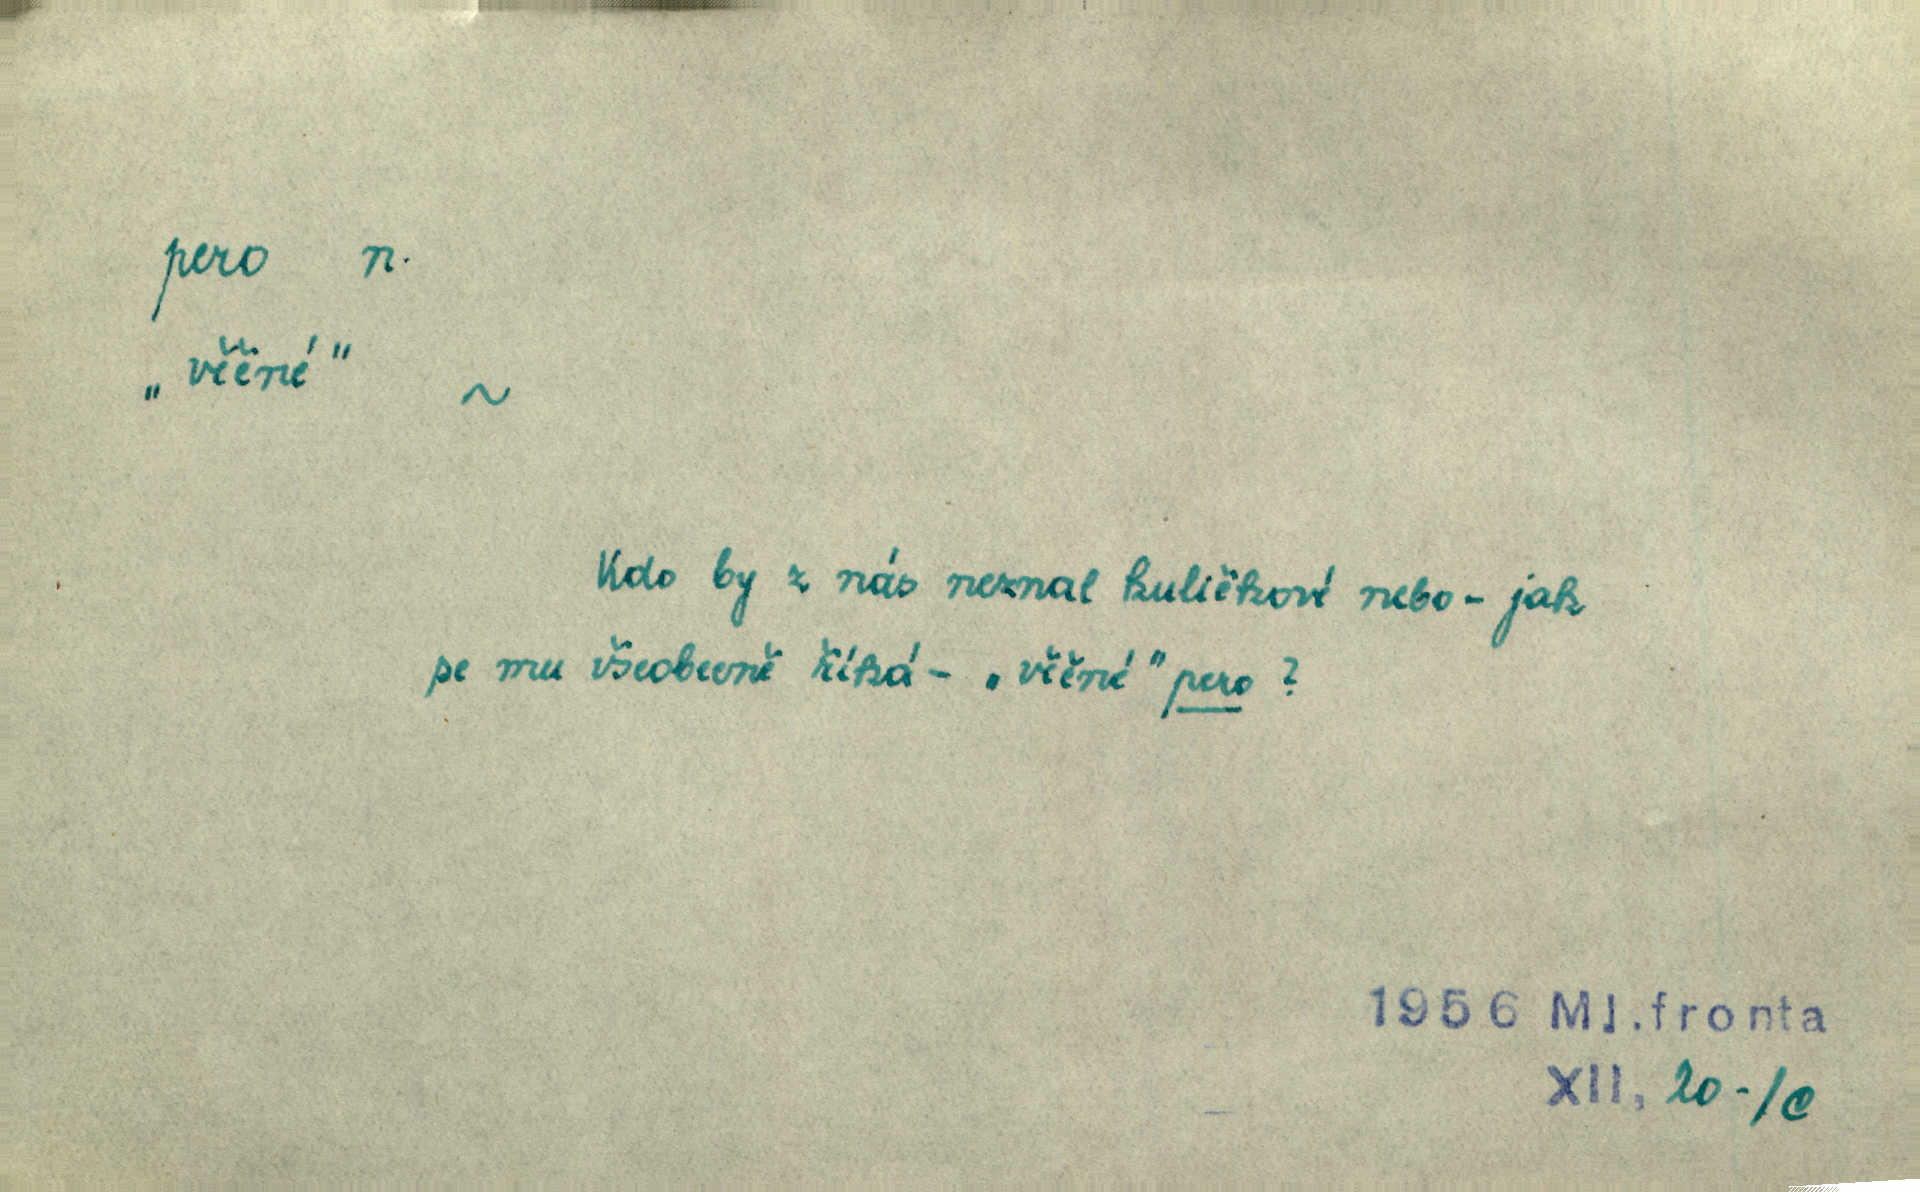 pero n.
„věčné" ~
Kdo by z nás neznal kuličkové nebo - jak
se mu všeobecně říká - „věčné" pero ?
1956 Ml.fronta
XII, 20 -/c